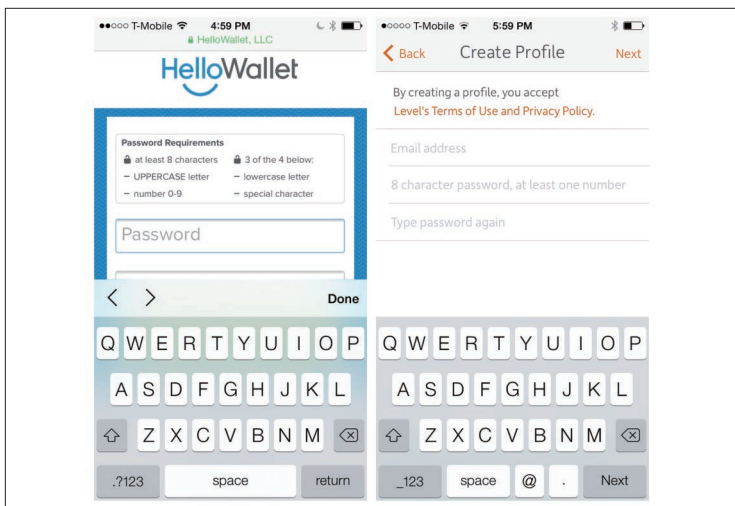 T-Mobile 4:59 PM
HelloWallet, LLC
HelloWallet
Password Requirements
at least 8 characters 3 of the 4 below:
– UPPERCASE letter – lowercase letter
– number 0-9 – special character
Password
Done
Q W E R T Y U I O P
A S D F G H J K L
Z X C V B N M
.?123 space return
T-Mobile 5:59 PM
Back Create Profile Next
By creating a profile, you accept
Level's Terms of Use and Privacy Policy.
Email address
8 character password, at least one number
Type password again
Q W E R T Y U I O P
A S D F G H J K L
Z X C V B N M
_123 space @ . Next